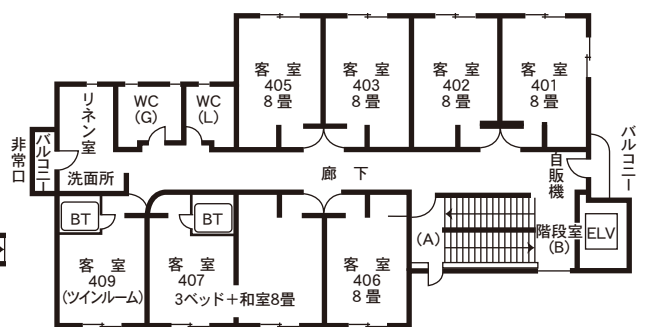 客　室
405
8 畳
客　室
403
8 畳
客　室
402
8 畳
客　室
401
8 畳
WC
(G)
WC
(L)
リネン室
洗面所
バルコニー
非常口
廊　下
自販機
バルコニー
BT
BT
客　室
409
(ツインルーム)
客　室
407
3ベッド＋和室8畳
客　室
406
8 畳
(A)
階段室
(B)
ELV